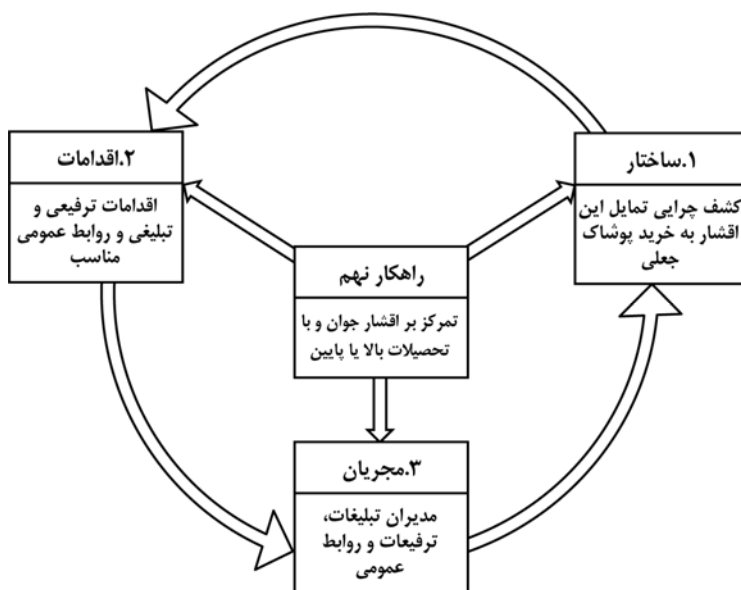 ۱.ساختار
کشف چرایی تمایل این
اقشار به خرید پوشاک
جعلی
۲.اقدامات
اقدامات ترفیعی و
تبلیغی و روابط عمومی
مناسب
راهکار نهم
تمرکز بر اقشار جوان و با
تحصیلات بالا یا پایین
۳.مجریان
مدیران تبلیغات،
ترفیعات و روابط
عمومی